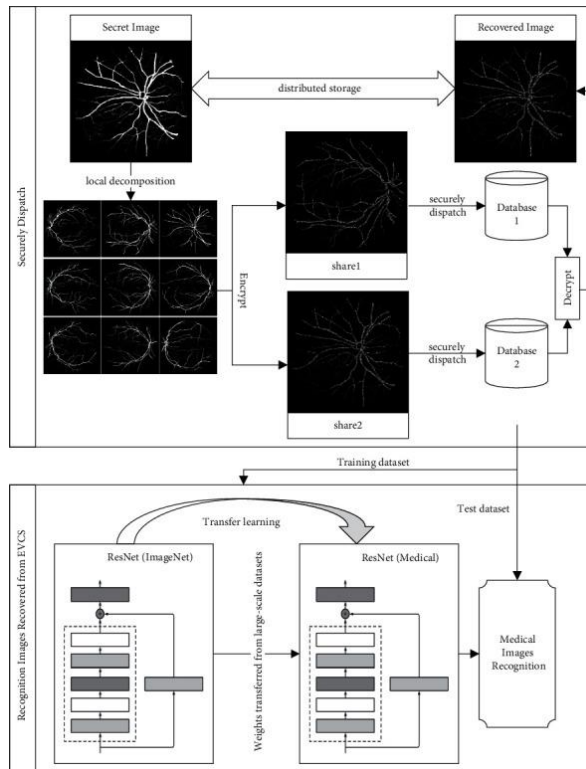 Securely Dispatch
Secret Image
Recovered Image
distributed storage
local decomposition
Encrypt
share1
securely
dispatch
Database
1
Decrypt
share2
securely
dispatch
Database
2
Training dataset
Recognition Images Recovered from EVCS
Transfer learning
Test dataset
ResNet (ImageNet)
Weights transferred from large-scale datasets
ResNet (Medical)
Medical
Images
Recognition